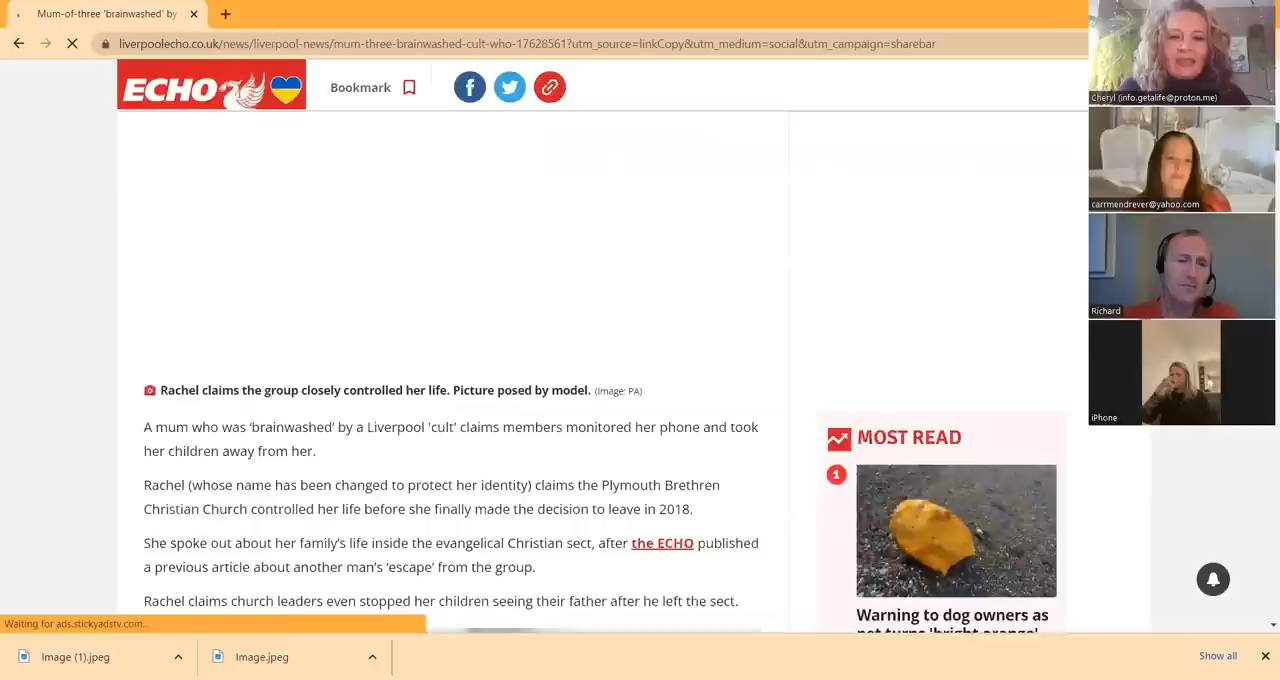 Mum-of-three 'brainwashed' by
liverpoolecho.co.uk/news/liverpool-news/mum-three-brainwashed-cult-who-17628561?utm_source=linkCopy&utm_medium=social&utm_campaign=sharebar
ECHO
Bookmark
Cheryl (info.getalife@proton.me)
carrmendrever@yahoo.com
Richard
iPhone
Rachel claims the group closely controlled her life. Picture posed by model. (Image: PA)
A mum who was 'brainwashed' by a Liverpool 'cult' claims members monitored her phone and took
her children away from her.
Rachel (whose name has been changed to protect her identity) claims the Plymouth Brethren
Christian Church controlled her life before she finally made the decision to leave in 2018.
She spoke out about her family's life inside the evangelical Christian sect, after the ECHO published
a previous article about another man's 'escape' from the group.
Rachel claims church leaders even stopped her children seeing their father after he left the sect.
MOST READ
1
Warning to dog owners as
pet turns 'bright orange'
Waiting for ads.stickyadstv.com...
Image (1).jpeg
Image.jpeg
Show all